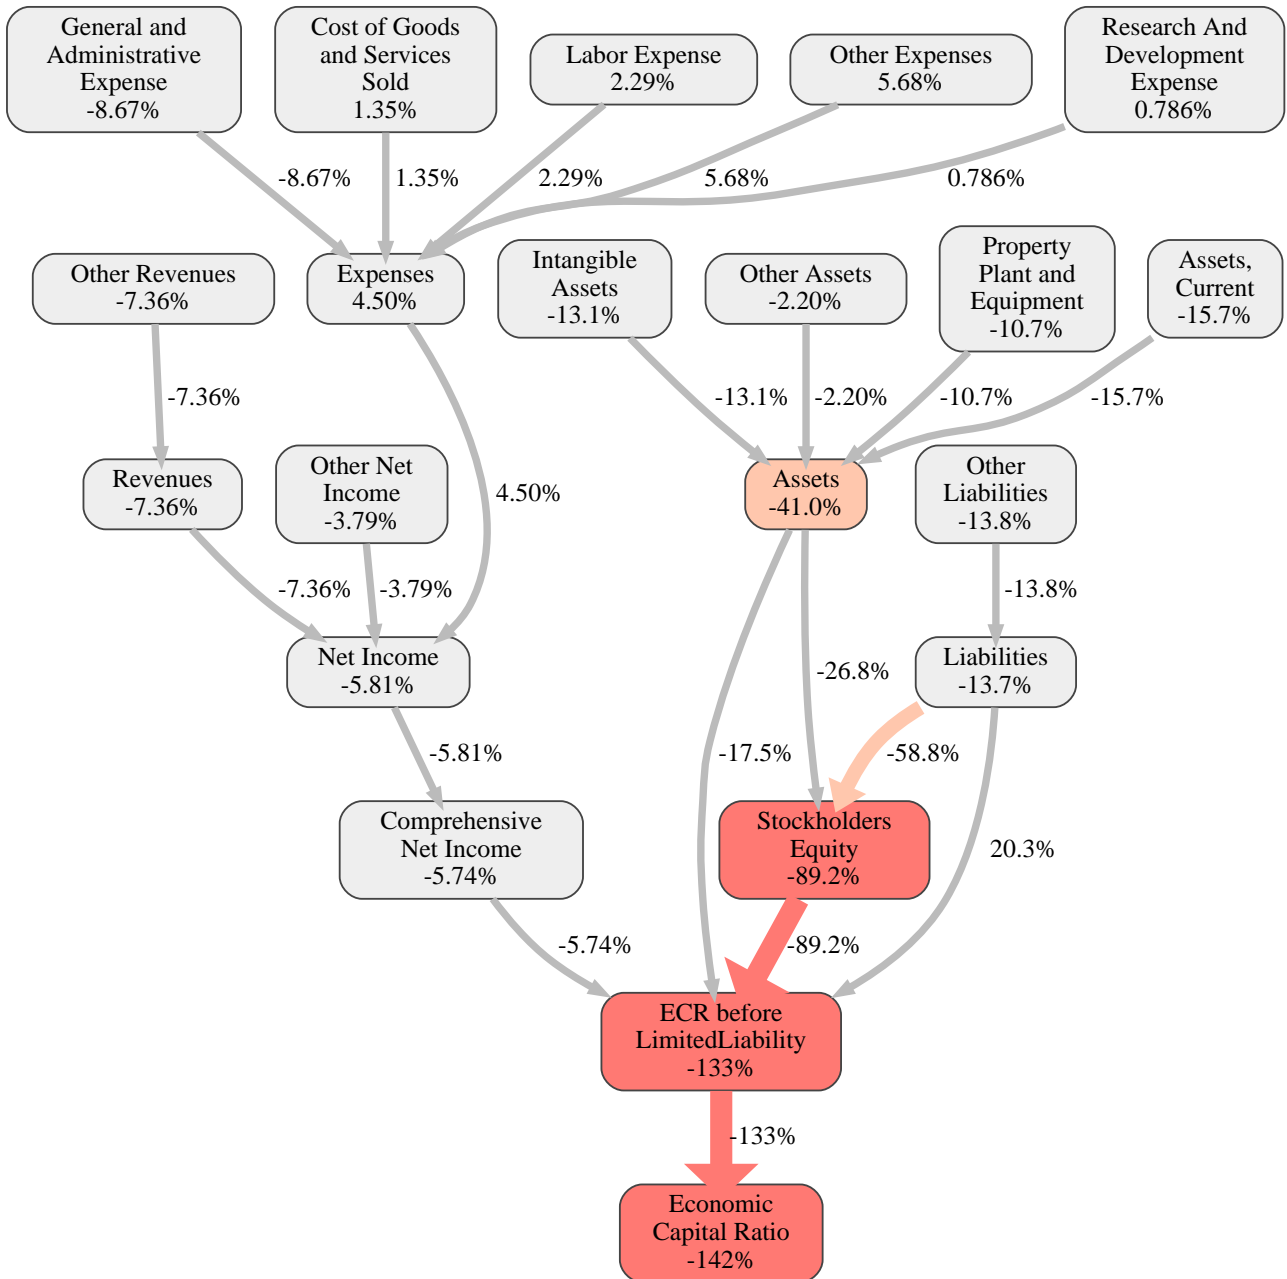 General and
Administrative
Expense
-8.67%
Cost of Goods
and Services
Sold
1.35%
Labor Expense
2.29%
Other Expenses
5.68%
Research And
Development
Expense
0.786%
-8.67%
1.35%
2.29%
5.68%
0.786%
Other Revenues
-7.36%
Expenses
4.50%
Intangible
Assets
-13.1%
Other Assets
-2.20%
Property
Plant and
Equipment
-10.7%
Assets,
Current
-15.7%
-7.36%
-13.1%
-2.20%
-10.7%
-15.7%
Revenues
-7.36%
Other Net
Income
-3.79%
4.50%
Assets
-41.0%
Other
Liabilities
-13.8%
-7.36%
-3.79%
-13.8%
Net Income
-5.81%
-26.8%
Liabilities
-13.7%
-5.81%
-17.5%
-58.8%
Comprehensive
Net Income
-5.74%
Stockholders
Equity
-89.2%
20.3%
-5.74%
-89.2%
ECR before
LimitedLiability
-133%
-133%
Economic
Capital Ratio
-142%